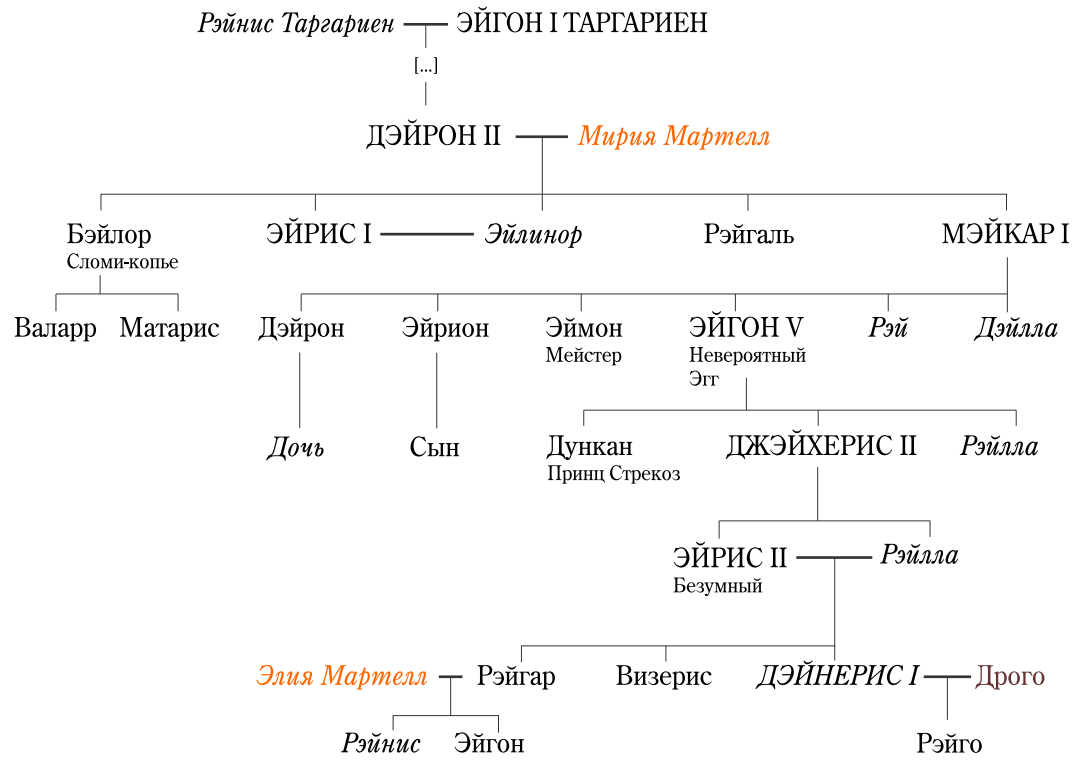 Рэйнис Таргариен ЭЙГОН I ТАРГАРИЕН
[...]
ДЭЙРОН II Мирия Мартелл
Бэйлор ЭЙРИС I Эйлинор Рэйгаль МЭЙКАР I
Сломи-копье
Валарр Матарис Дэйрон Эйрион Эймон ЭЙГОН V Рэй Дэйлла
Мейстер Невероятный
Эгг
Дочь Сын Дункан ДЖЭЙХЕРИС II Рэйлла
Принц Стрекоз
ЭЙРИС II Рэйлла
Безумный
Элия Мартелл Рэйгар Визерис ДЭЙНЕРИС I Дрого
Рэйнис Эйгон Рэйго